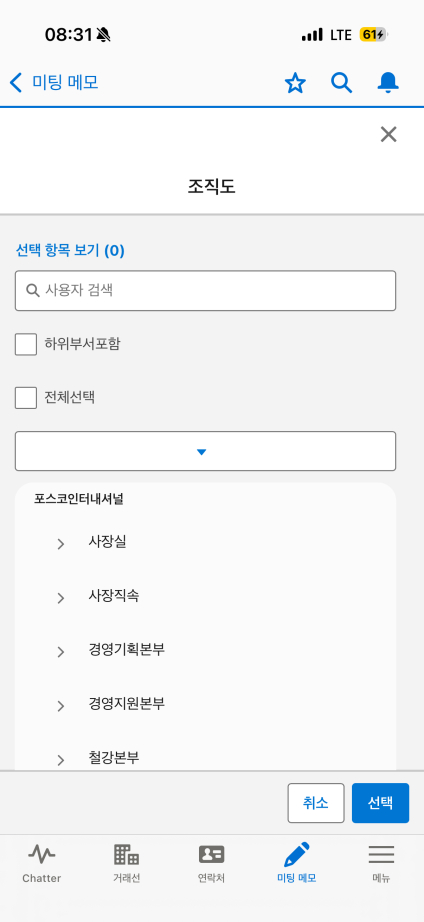 08:31
LTE
61
미팅 메모
조직도
선택 항목 보기 (0)
사용자 검색
하위부서포함
전체선택
포스코인터내셔널
사장실
사장직속
경영기획본부
경영지원본부
철강본부
취소
선택
Chatter
거래선
연락처
미팅 메모
메뉴